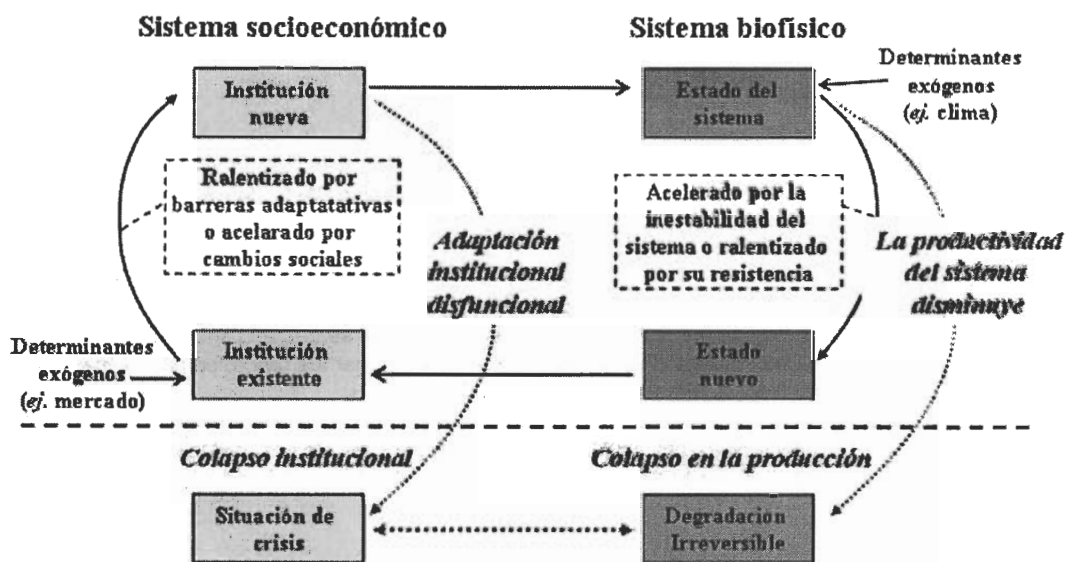 Sistema socioeconómico
Sistema biofísico
Institución
nueva
Estado del
sistema
Determinantes
exógenos
(ej. clima)
Ralentizado por
barreras adaptatativas
o acelarado por
cambios sociales
Adaptación
institucional
disfuncional
Acelerado por la
inestabilidad del
sistema o ralentizado
por su resistencia
La productividad
del sistema
disminuye
Determinantes
exógenos
(ej. mercado)
Institución
existente
Estado
nuevo
Colapso institucional
Colapso en la producción
Situación de
crisis
Degradación
Irreversible